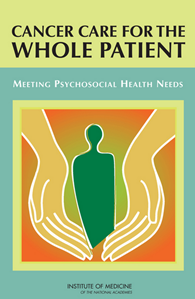 CANCER CARE FOR THE
WHOLE PATIENT
MEETING PSYCHOSOCIAL HEALTH NEEDS
INSTITUTE OF MEDICINE
OF THE NATIONAL ACADEMIES